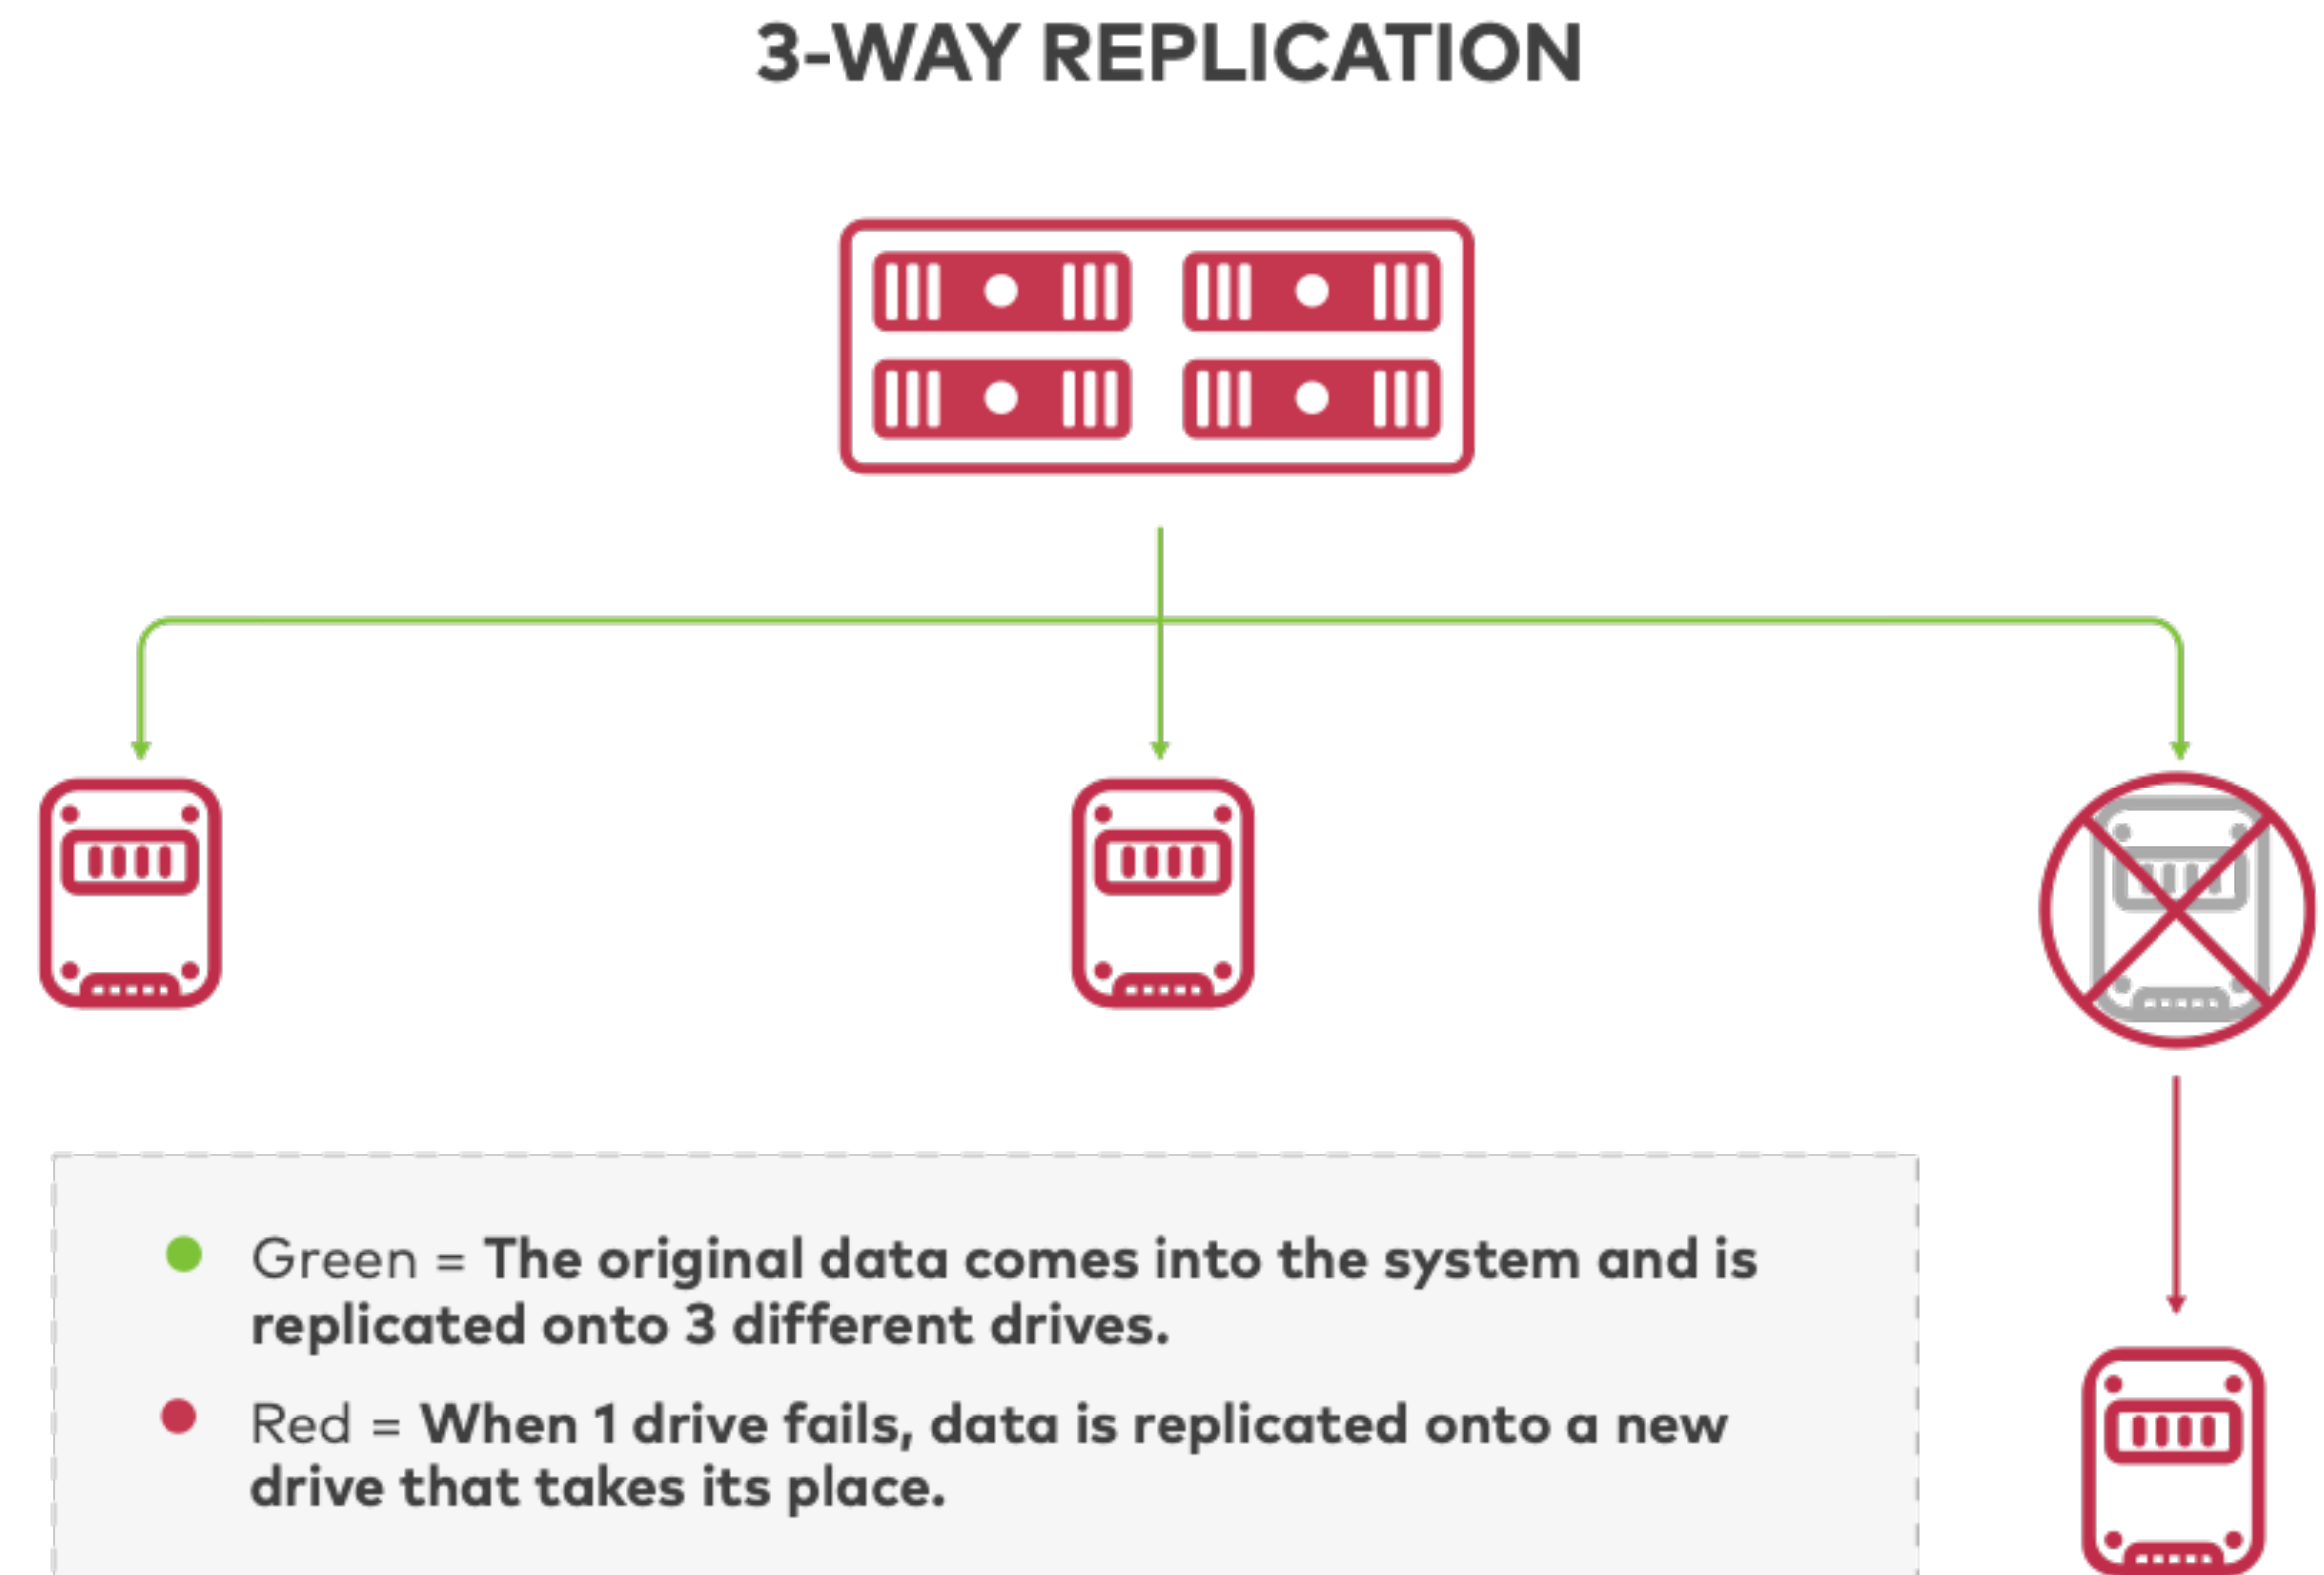 3-WAY REPLICATION
Green = The original data comes into the system and is
replicated onto 3 different drives.
Red = When 1 drive fails, data is replicated onto a new
drive that takes its place.